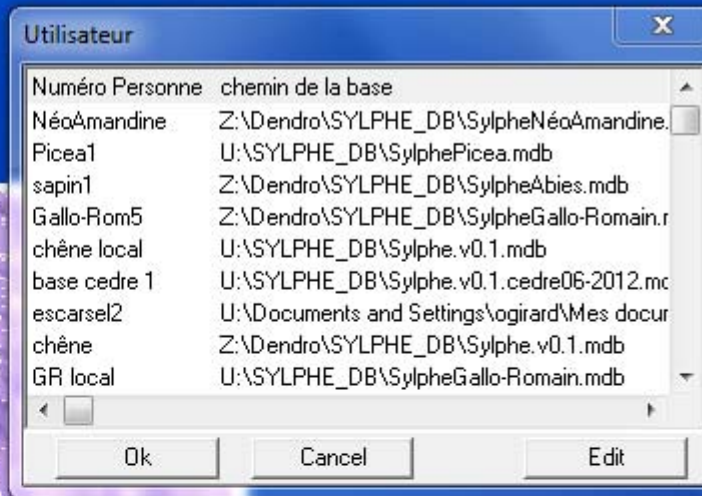 Utilisateur
Numéro Personne chemin de la base
NéoAmandine Z:\Dendro\SYLPHE_DB\SylpheNéoAmandine.
Picea1 U:\SYLPHE_DB\SylphePicea.mdb
sapin1 Z:\Dendro\SYLPHE_DB\SylpheAbies.mdb
Gallo-Rom5 Z:\Dendro\SYLPHE_DB\SylpheGallo-Romain.r
chêne local U:\SYLPHE_DB\Sylphe.v0.1.mdb
base cedre 1 U:\SYLPHE_DB\Sylphe.v0.1.cedre06-2012.mc
escarsel2 U:\Documents and Settings\ogirard\Mes docur
chêne Z:\Dendro\SYLPHE_DB\Sylphe.v0.1.mdb
GR local U:\SYLPHE_DB\SylpheGallo-Romain.mdb
Ok Cancel Edit